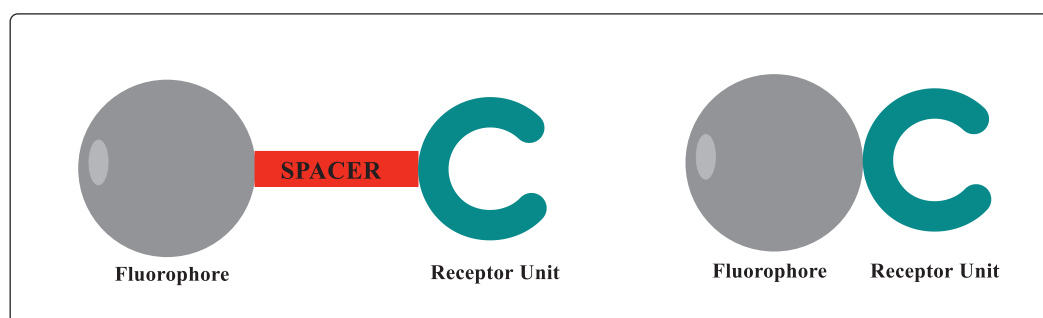 SPACER
Fluorophore
Receptor Unit
Fluorophore
Receptor Unit